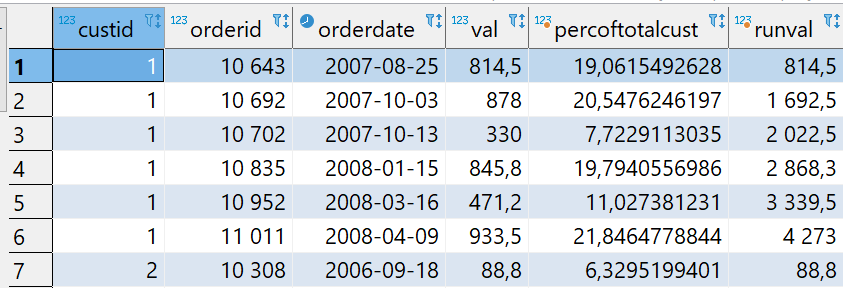 123 custid 123 orderid orderdate 123 val 123 percoftotalcust 123 runval
1 1 10 643 2007-08-25 814,5 19,0615492628 814,5
2 1 10 692 2007-10-03 878 20,5476246197 1 692,5
3 1 10 702 2007-10-13 330 7,7229113035 2 022,5
4 1 10 835 2008-01-15 845,8 19,7940556986 2 868,3
5 1 10 952 2008-03-16 471,2 11,027381231 3 339,5
6 1 11 011 2008-04-09 933,5 21,8464778844 4 273
7 2 10 308 2006-09-18 88,8 6,3295199401 88,8